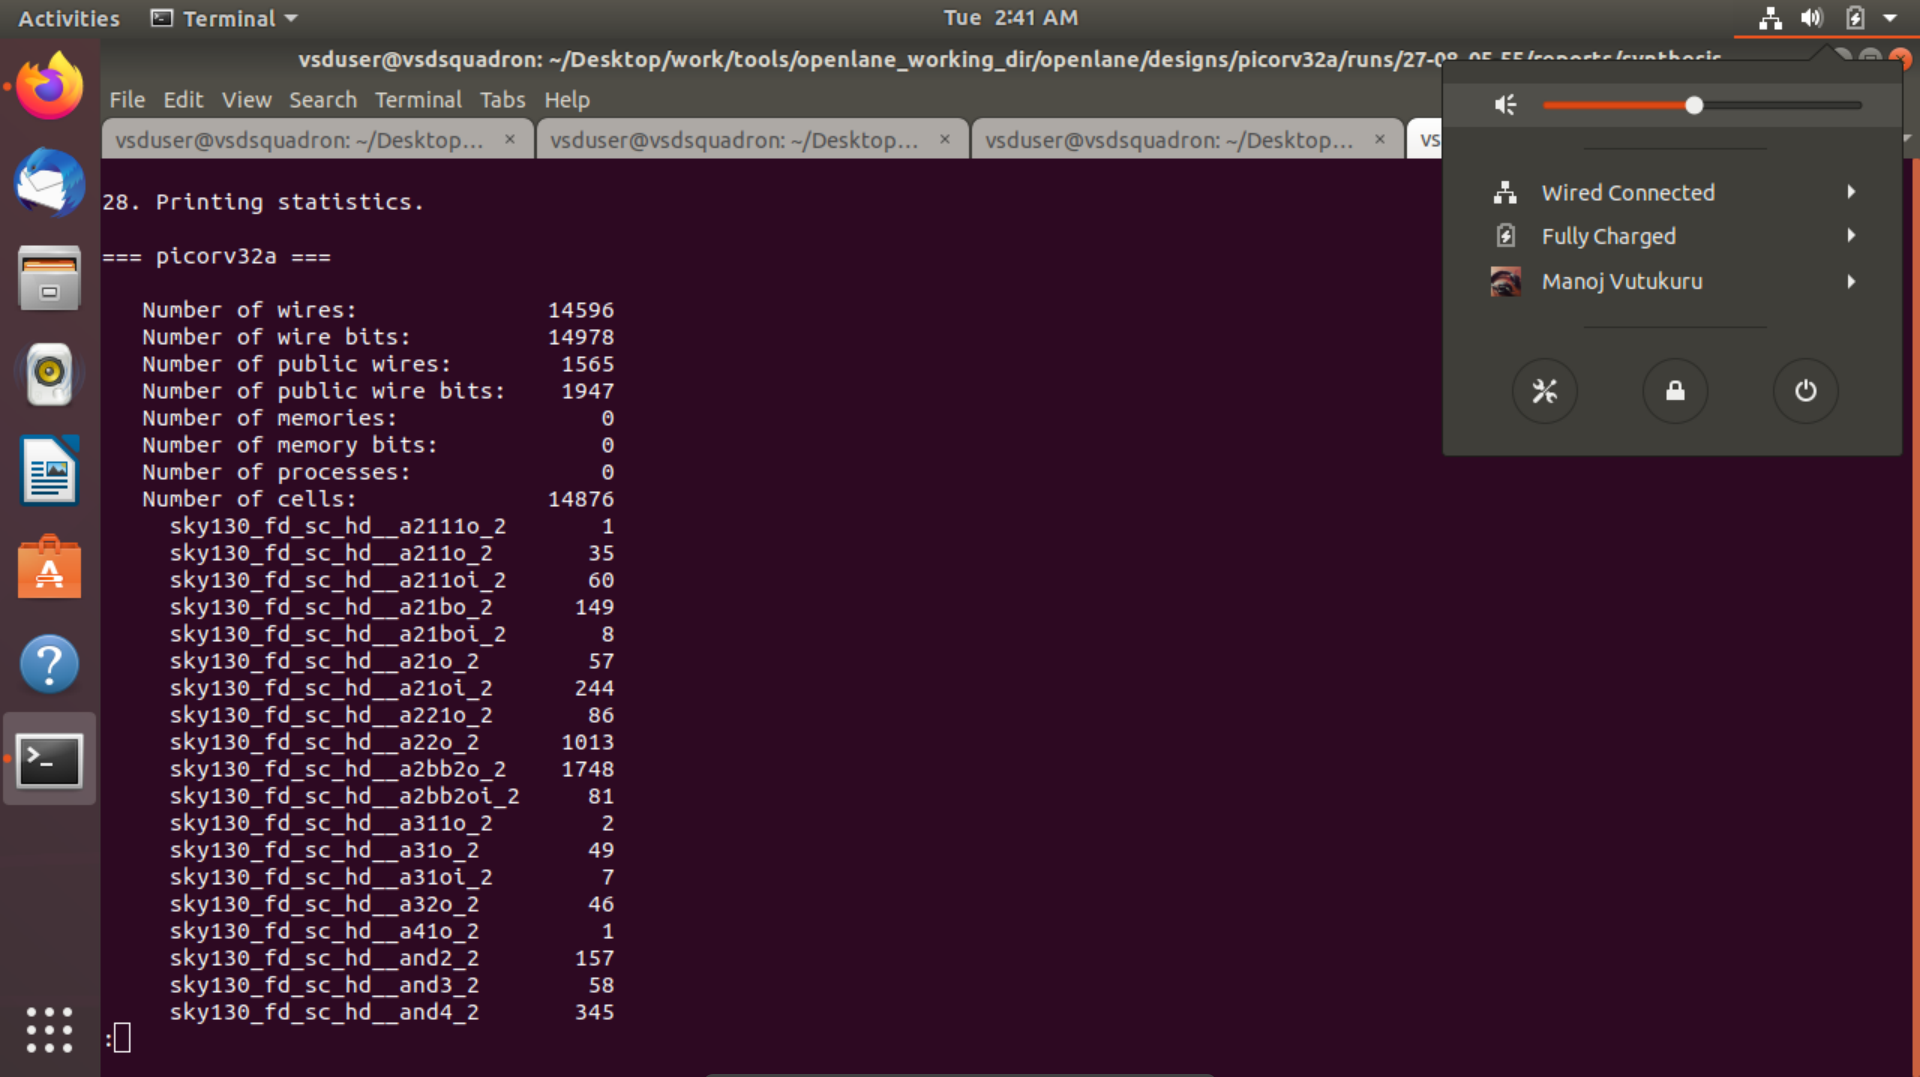 Activities Terminal Tue 2:41 AM
vsduser@vsdsquadron: ~/Desktop/work/tools/openlane_working_dir/openlane/designs/picorv32a/runs/27-08_05-55/reports/synthesis
File Edit View Search Terminal Tabs Help
vsduser@vsdsquadron: ~/Desktop... × vsduser@vsdsquadron: ~/Desktop... × vsduser@vsdsquadron: ~/Desktop... × vs
28. Printing statistics.
=== picorv32a ===
Number of wires: 14596
Number of wire bits: 14978
Number of public wires: 1565
Number of public wire bits: 1947
Number of memories: 0
Number of memory bits: 0
Number of processes: 0
Number of cells: 14876
sky130_fd_sc_hd__a2111o_2 1
sky130_fd_sc_hd__a211o_2 35
sky130_fd_sc_hd__a211oi_2 60
sky130_fd_sc_hd__a21bo_2 149
sky130_fd_sc_hd__a21boi_2 8
sky130_fd_sc_hd__a21o_2 57
sky130_fd_sc_hd__a21oi_2 244
sky130_fd_sc_hd__a221o_2 86
sky130_fd_sc_hd__a22o_2 1013
sky130_fd_sc_hd__a2bb2o_2 1748
sky130_fd_sc_hd__a2bb2oi_2 81
sky130_fd_sc_hd__a311o_2 2
sky130_fd_sc_hd__a31o_2 49
sky130_fd_sc_hd__a31oi_2 7
sky130_fd_sc_hd__a32o_2 46
sky130_fd_sc_hd__a41o_2 1
sky130_fd_sc_hd__and2_2 157
sky130_fd_sc_hd__and3_2 58
sky130_fd_sc_hd__and4_2 345
:
Wired Connected
Fully Charged
Manoj Vutukuru